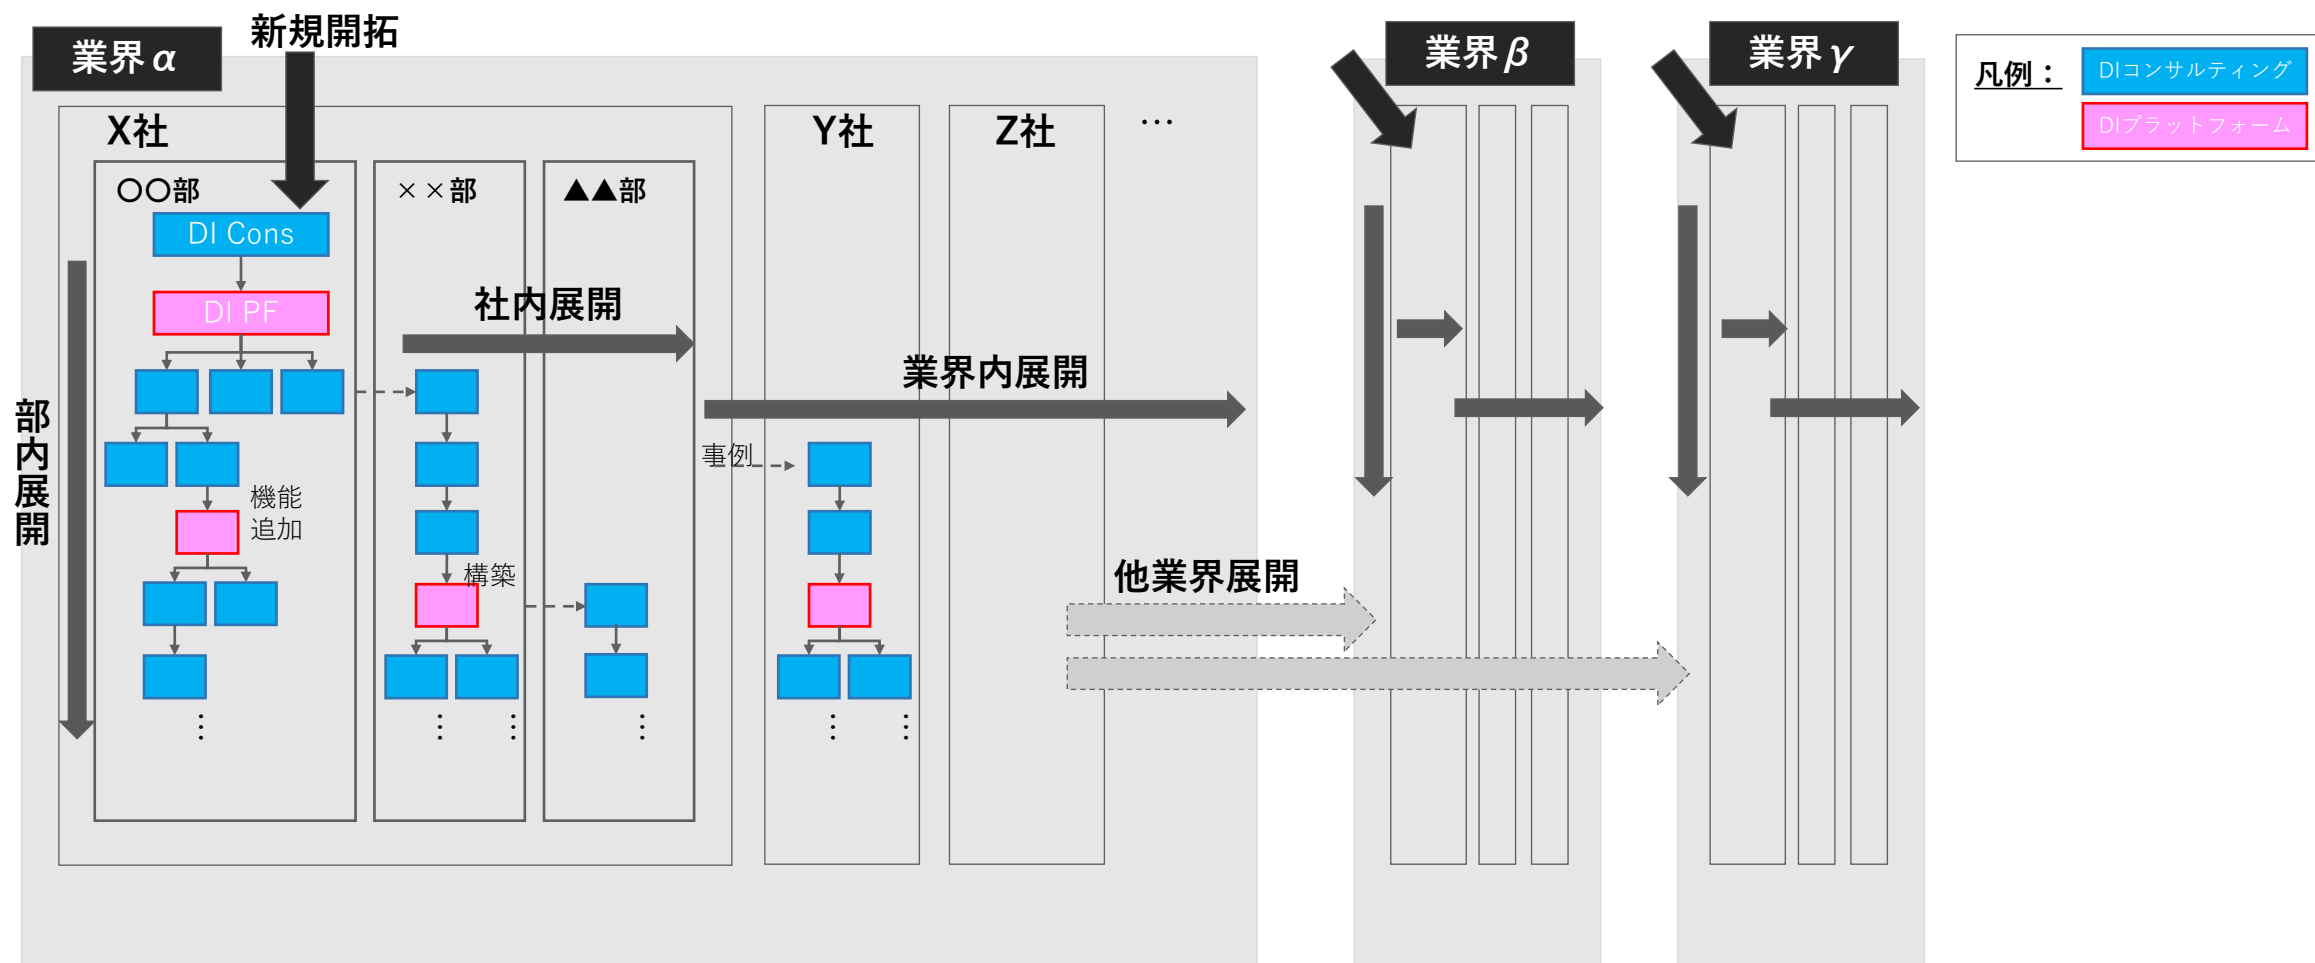 業界α
新規開拓
業界β
業界γ
凡例：
DIコンサルティング
DIプラットフォーム
X社
Y社
Z社
…
〇〇部
××部
▲▲部
DI Cons
DI PF
社内展開
業界内展開
部内展開
事例
機能
追加
構築
他業界展開
⋮
⋮
⋮
⋮
⋮
⋮